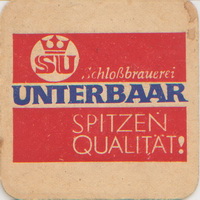 SU
Schloßbrauerei
UNTERBAAR
SPITZEN
QUALITÄT!